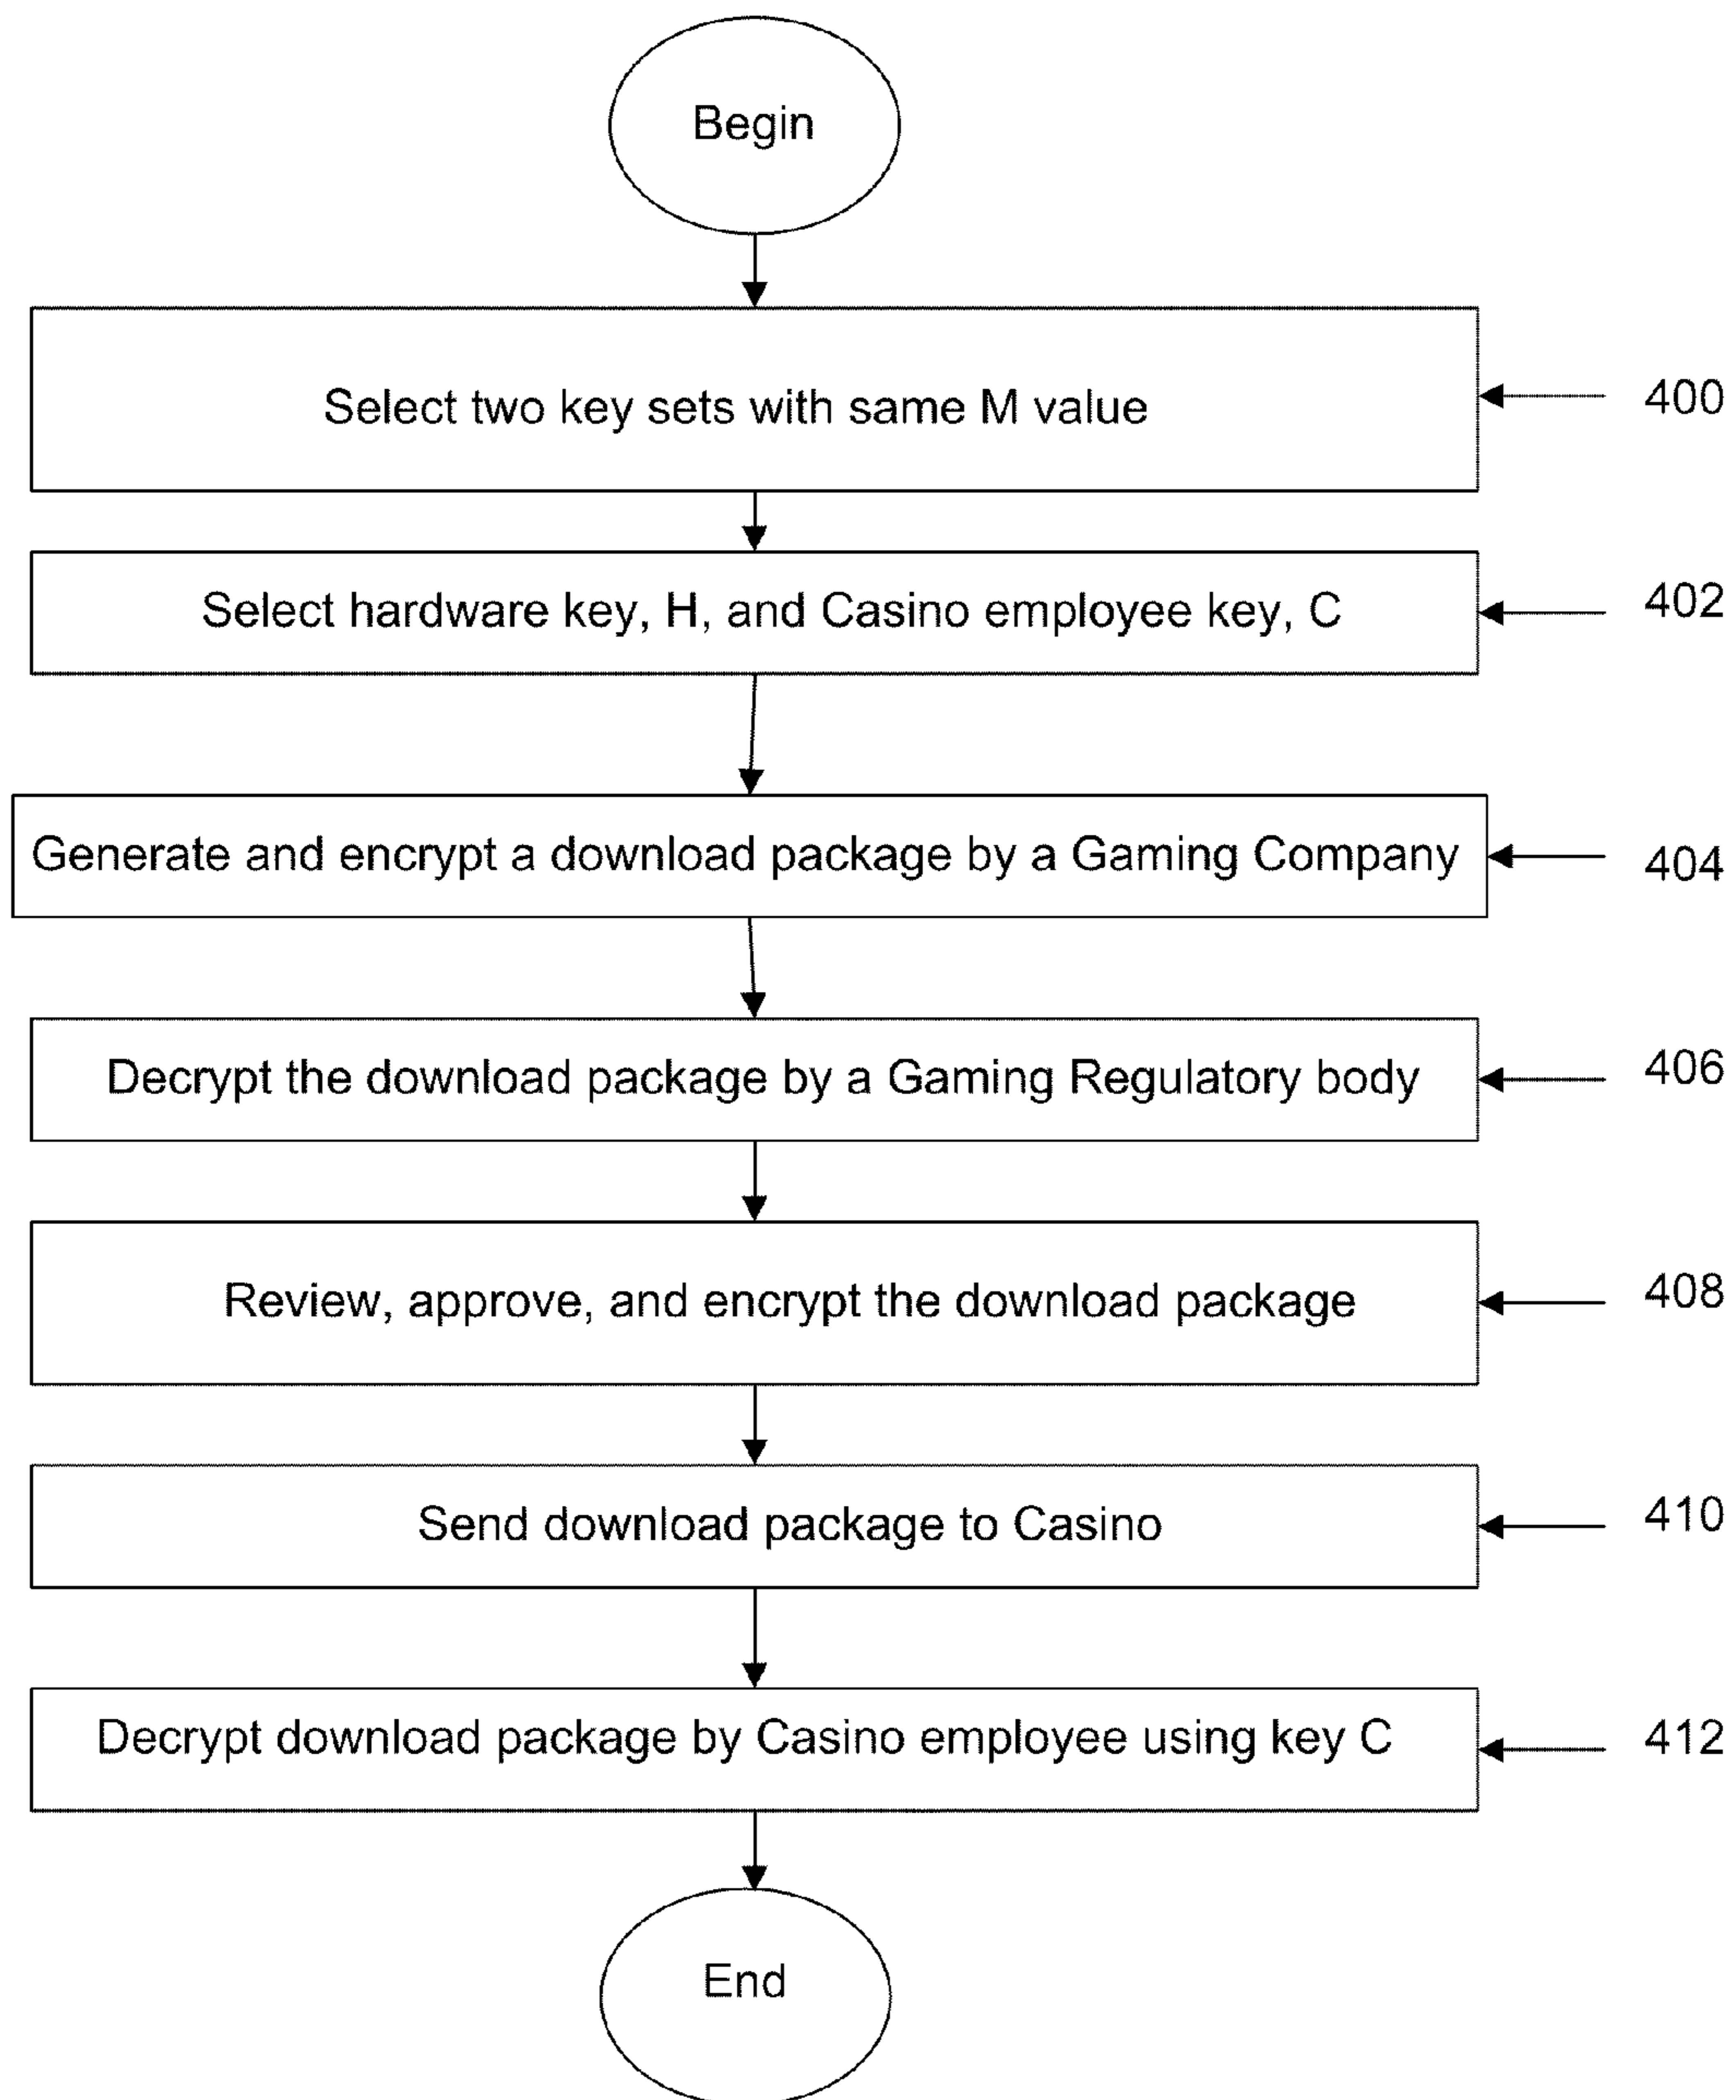 Begin
Select two key sets with same M value
400
Select hardware key, H, and Casino employee key, C
402
Generate and encrypt a download package by a Gaming Company
404
Decrypt the download package by a Gaming Regulatory body
406
Review, approve, and encrypt the download package
408
Send download package to Casino
410
Decrypt download package by Casino employee using key C
412
End